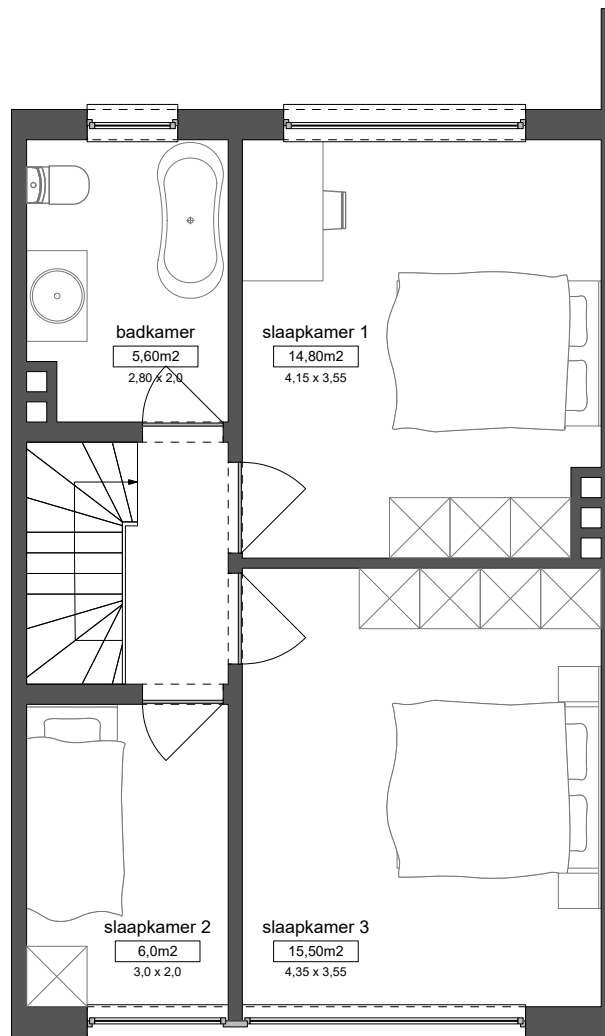 badkamer
5,60m2
2,80 x 2,0
slaapkamer 1
14,80m2
4,15 x 3,55
slaapkamer 2
6,0m2
3,0 x 2,0
slaapkamer 3
15,50m2
4,35 x 3,55